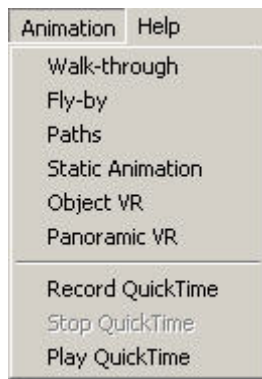 Animation Help
Walk-through
Fly-by
Paths
Static Animation
Object VR
Panoramic VR
Record QuickTime
Stop QuickTime
Play QuickTime